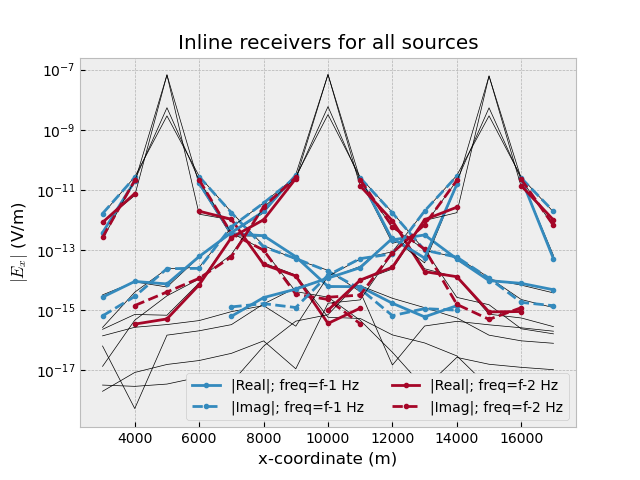 Inline receivers for all sources
|E_x| (V/m)
10^-7
10^-9
10^-11
10^-13
10^-15
10^-17
|Real|; freq=f-1 Hz
|Real|; freq=f-2 Hz
|Imag|; freq=f-1 Hz
|Imag|; freq=f-2 Hz
4000 6000 8000 10000 12000 14000 16000
x-coordinate (m)